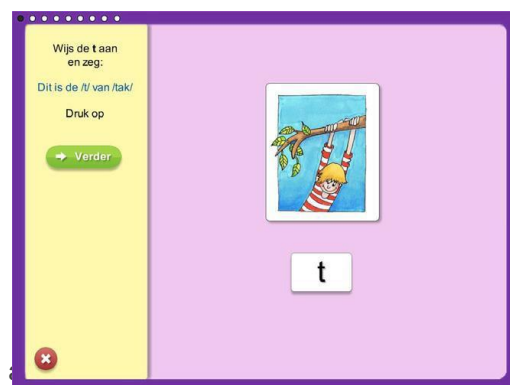 Wijs de t aan
en zeg:
Dit is de /t/ van /tak/
Druk op
Verder
t